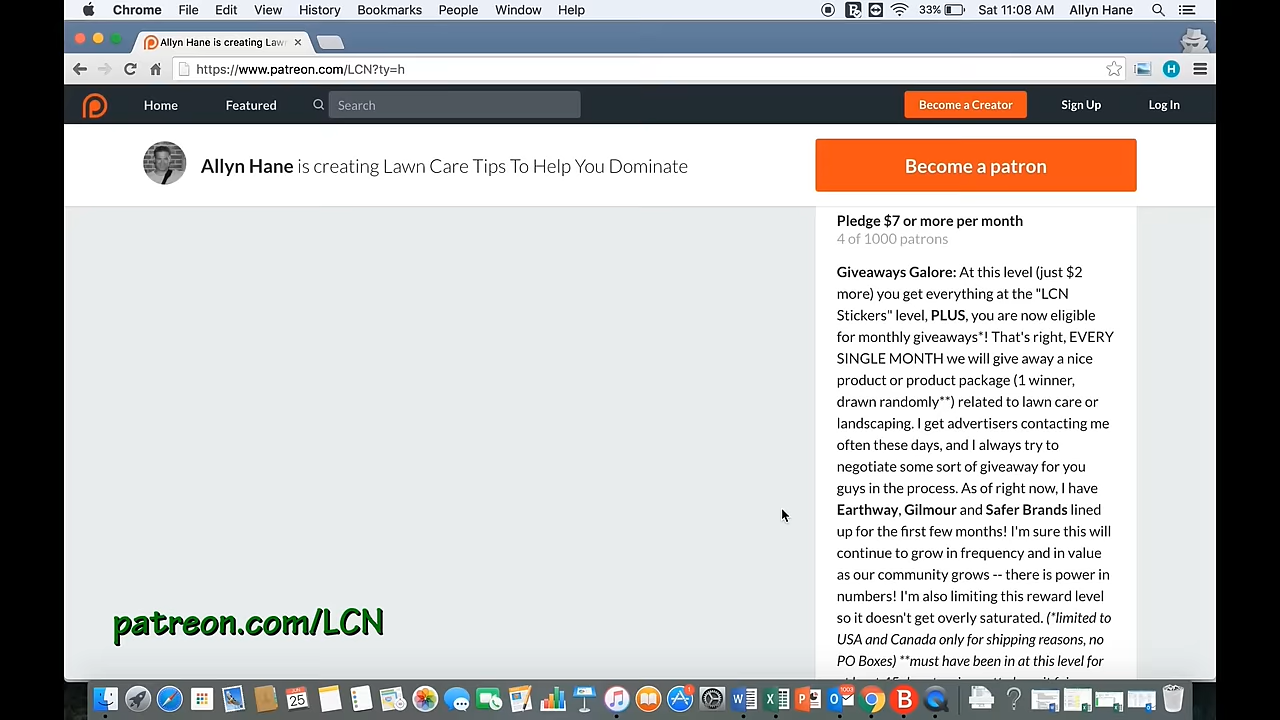 Chrome File Edit View History Bookmarks People Window Help 33% Sat 11:08 AM Allyn Hane
Allyn Hane is creating Law
https://www.patreon.com/LCN?ty=h
H
Home Featured Search Become a Creator Sign Up Log In
Allyn Hane is creating Lawn Care Tips To Help You Dominate
Become a patron
Pledge $7 or more per month
4 of 1000 patrons
Giveaways Galore: At this level (just $2
more) you get everything at the "LCN
Stickers" level, PLUS, you are now eligible
for monthly giveaways*! That's right, EVERY
SINGLE MONTH we will give away a nice
product or product package (1 winner,
drawn randomly**) related to lawn care or
landscaping. I get advertisers contacting me
often these days, and I always try to
negotiate some sort of giveaway for you
guys in the process. As of right now, I have
Earthway, Gilmour and Safer Brands lined
up for the first few months! I'm sure this will
continue to grow in frequency and in value
as our community grows -- there is power in
numbers! I'm also limiting this reward level
so it doesn't get overly saturated. (*limited to
USA and Canada only for shipping reasons, no
PO Boxes) **must have been in at this level for
patreon.com/LCN
25
1003